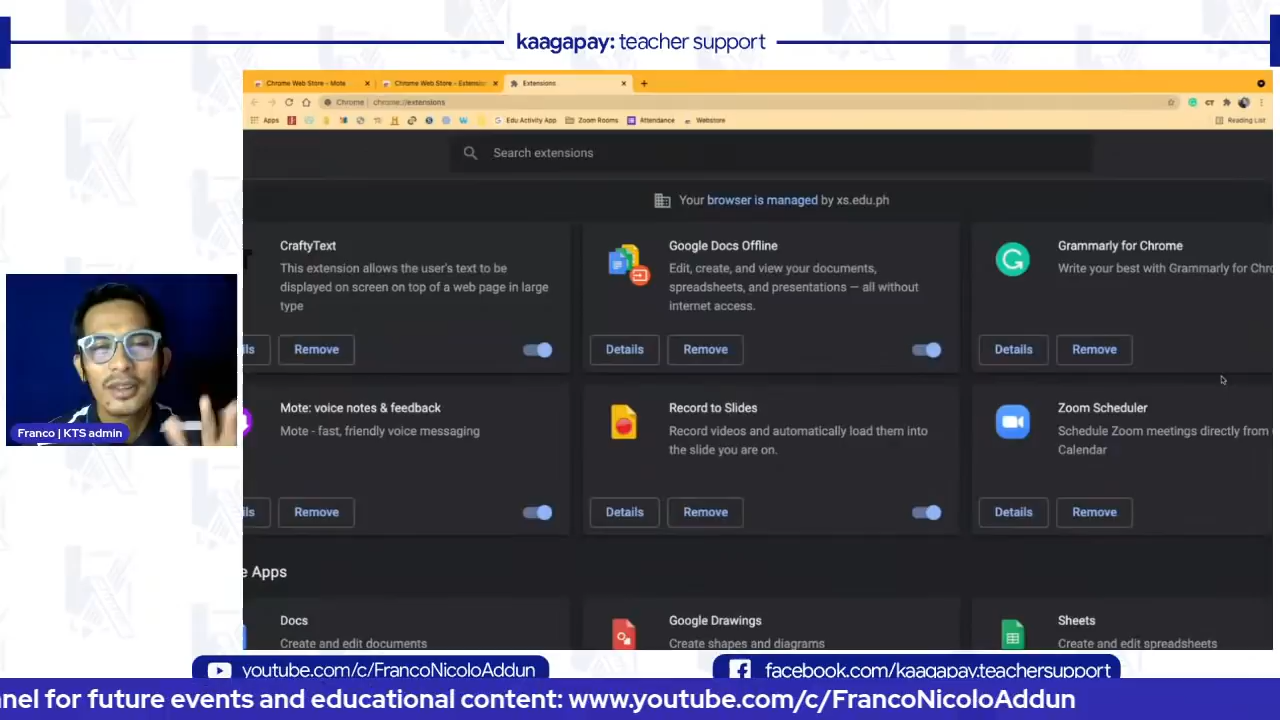 kaagapay: teacher support
Chrome Web Store - Mote
Chrome Web Store - Extension
Extensions
Chrome | chrome://extensions
Apps
Edu Activity App
Zoom Rooms
Attendance
Webstore
Reading List
Search extensions
Your browser is managed by xs.edu.ph
CraftyText
This extension allows the user's text to be
displayed on screen on top of a web page in large
type
ls
Remove
Google Docs Offline
Edit, create, and view your documents,
spreadsheets, and presentations — all without
internet access.
Details
Remove
Grammarly for Chrome
Write your best with Grammarly for Chro
Details
Remove
Mote: voice notes & feedback
Mote - fast, friendly voice messaging
ls
Remove
Record to Slides
Record videos and automatically load them into
the slide you are on.
Details
Remove
Zoom Scheduler
Schedule Zoom meetings directly from
Calendar
Details
Remove
e Apps
Docs
Create and edit documents
Google Drawings
Create shapes and diagrams
Sheets
Create and edit spreadsheets
Franco | KTS admin
youtube.com/c/FrancoNicoloAddun
facebook.com/kaagapay.teachersupport
nnel for future events and educational content: www.youtube.com/c/FrancoNicoloAddun